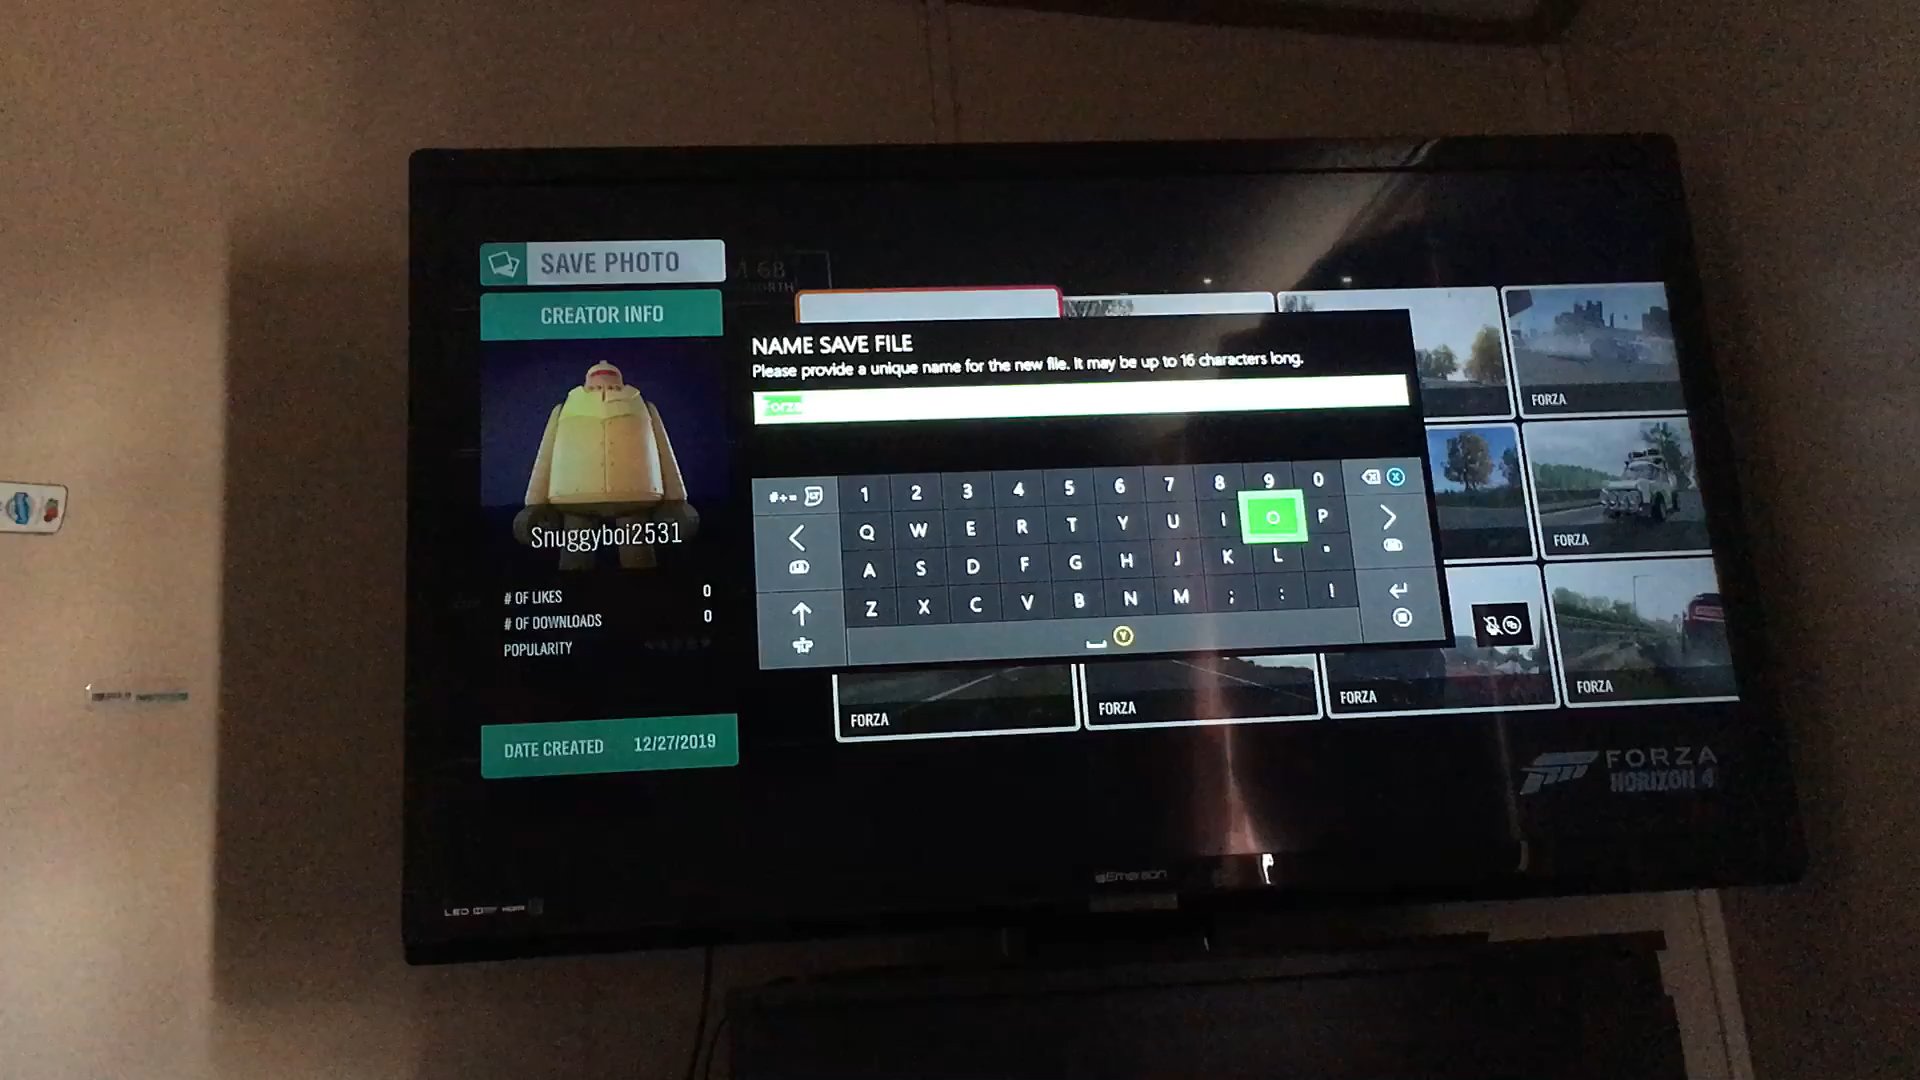 SAVE PHOTO
CREATOR INFO
Snuggyboi2531
# OF LIKES 0
# OF DOWNLOADS 0
POPULARITY
DATE CREATED 12/27/2019
NAME SAVE FILE
Please provide a unique name for the new file. It may be up to 16 characters long.
Forza
#+= LT 1 2 3 4 5 6 7 8 9 0 X
Q W E R T Y U I O P
A S D F G H J K L "
Z X C V B N M ; : !
Y
FORZA
FORZA
FORZA
FORZA
FORZA
FORZA
FORZA
HORIZON 4
Emerson
LED HDMI